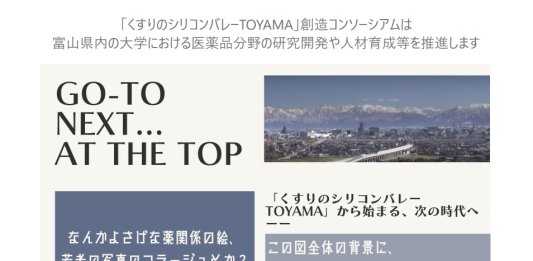 「くすりのシリコンバレーTOYAMA」創造コンソーシアムは
富山県内の大学における医薬品分野の研究開発や人材育成等を推進します
GO-TO
NEXT...
AT THE TOP
「くすりのシリコンバレー
TOYAMA」から始まる、次の時代へ
ーー
なんかよさげな薬関係の絵、
若者の写真のコラージュとか？
この図全体の背景に、